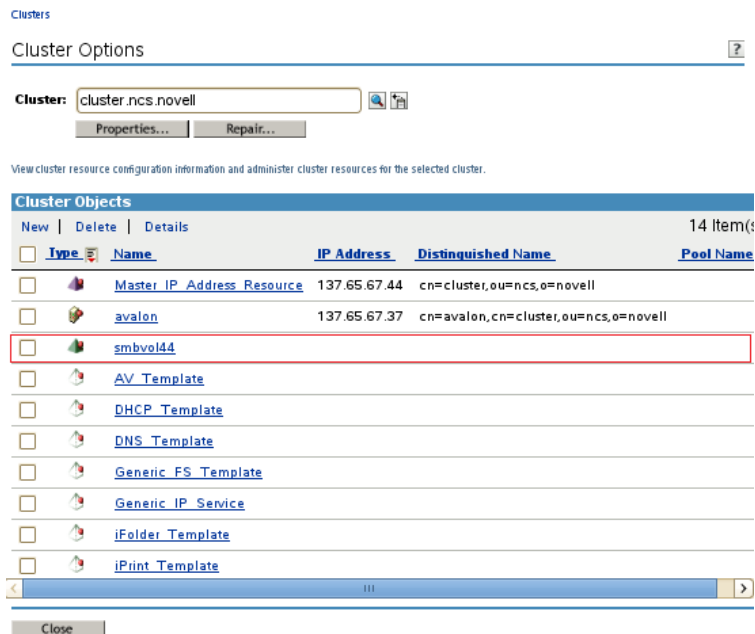 Clusters
Cluster Options ?
Cluster: cluster.ncs.novell
Properties... Repair...
View cluster resource configuration information and administer cluster resources for the selected cluster.
Cluster Objects
New | Delete | Details 14 Item(s
Type Name IP Address Distinguished Name Pool Name
Master IP Address Resource 137.65.67.44 cn=cluster,ou=ncs,o=novell
avalon 137.65.67.37 cn=avalon,cn=cluster,ou=ncs,o=novell
smbvol44
AV Template
DHCP Template
DNS Template
Generic FS Template
Generic IP Service
iFolder Template
iPrint Template
Close